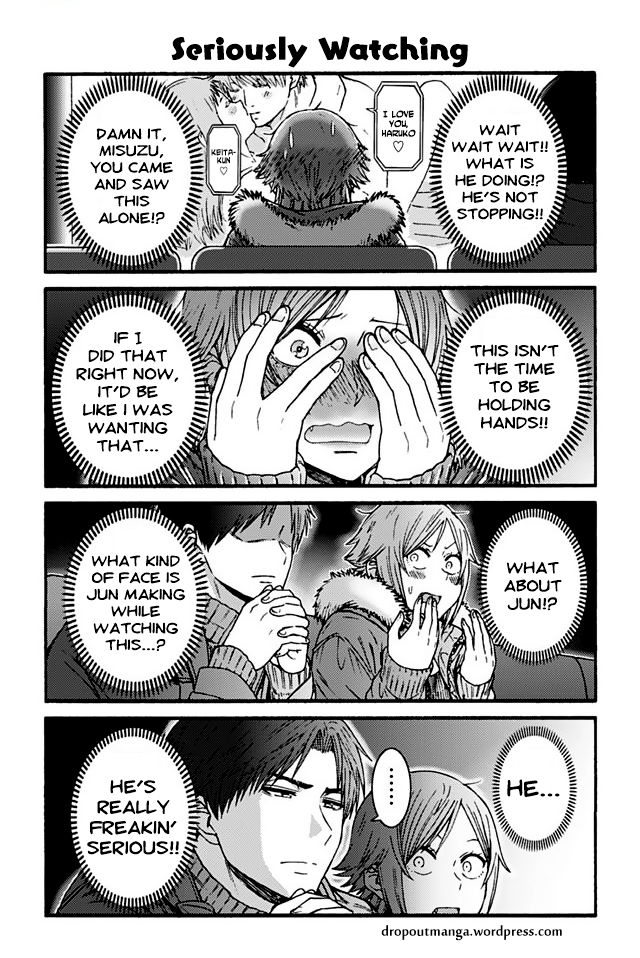 Seriously Watching
WAIT
WAIT WAIT!!
WHAT IS
HE DOING!?
HE'S NOT
STOPPING!!
I LOVE
YOU,
HARUKO
♡
KEITA-
KUN
♡
DAMN IT,
MISUZU,
YOU CAME
AND SAW
THIS
ALONE!?
THIS ISN'T
THE TIME
TO BE
HOLDING
HANDS!!
IF I
DID THAT
RIGHT NOW,
IT'D BE
LIKE I WAS
WANTING
THAT...
WHAT
ABOUT
JUN!?
WHAT KIND
OF FACE IS
JUN MAKING
WHILE
WATCHING
THIS...?
HE...
......
HE'S
REALLY
FREAKIN'
SERIOUS!!
dropoutmanga.wordpress.com